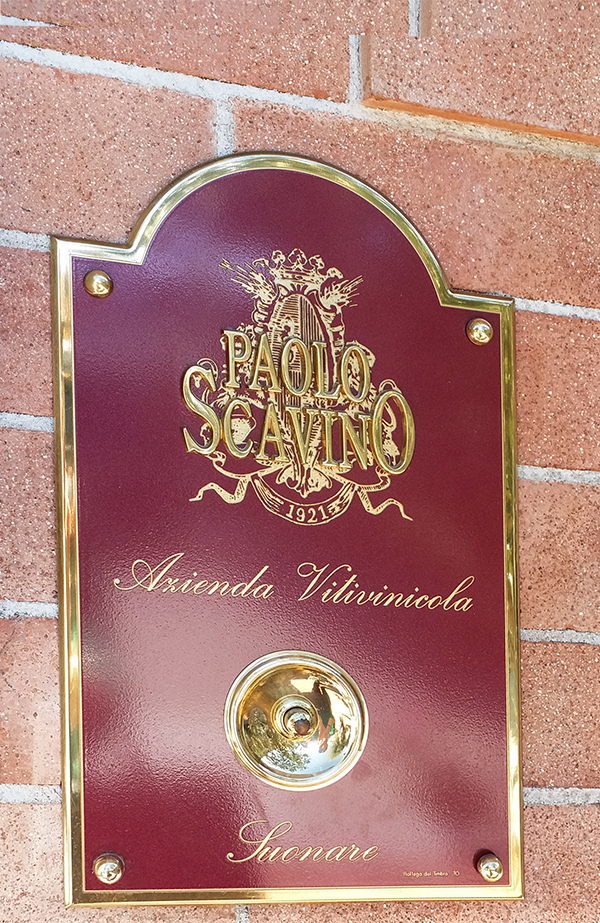 PAOLO
SCAVINO
1921
Azienda Vitivinicola
Suonare